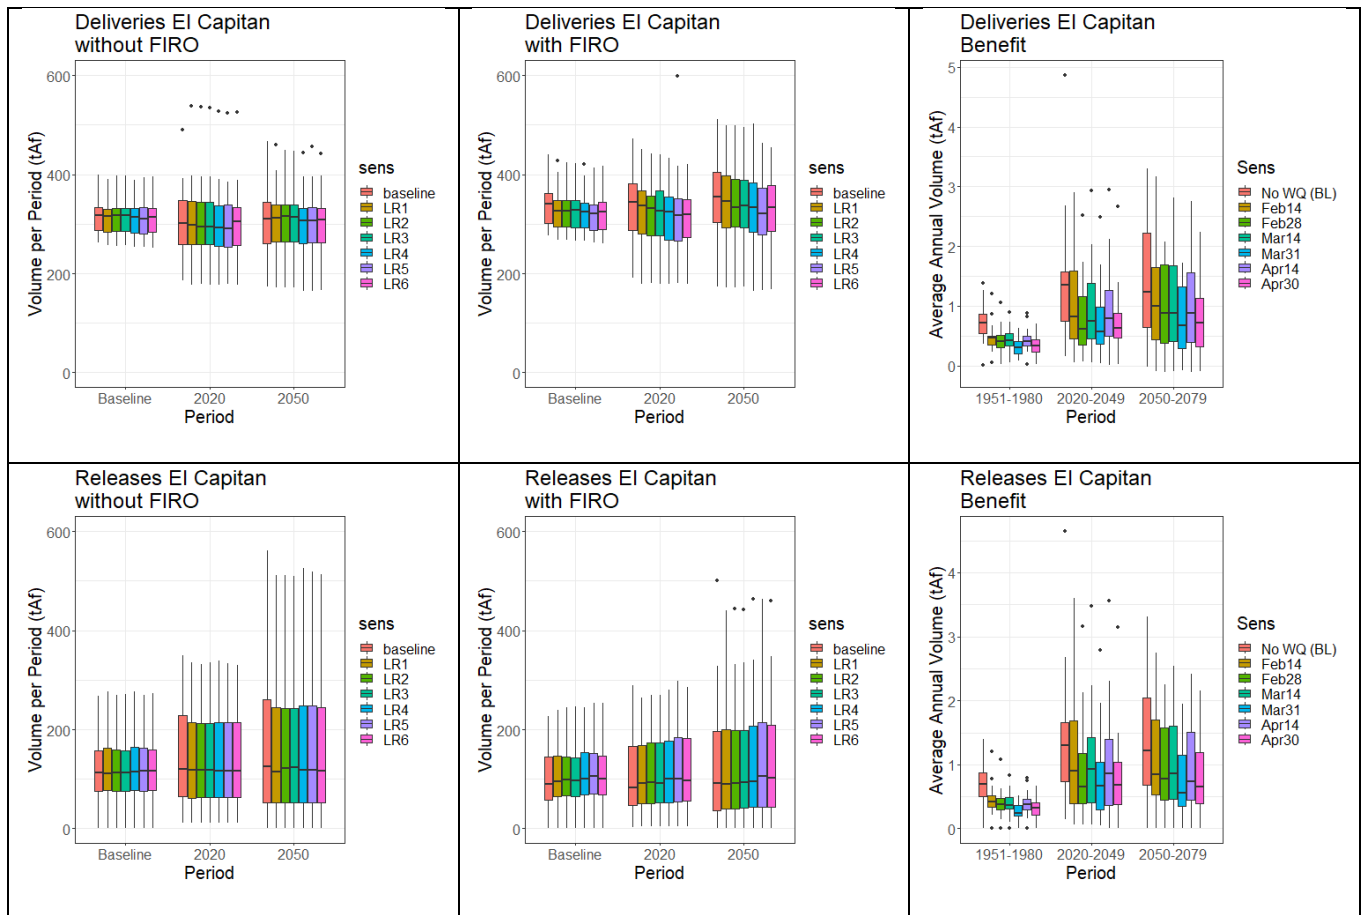 Deliveries El Capitan
without FIRO
Volume per Period (tAf)
600
400
200
0
Baseline
2020
2050
Period
sens
baseline
LR1
LR2
LR3
LR4
LR5
LR6
Deliveries El Capitan
with FIRO
Volume per Period (tAf)
600
400
200
0
Baseline
2020
2050
Period
sens
baseline
LR1
LR2
LR3
LR4
LR5
LR6
Deliveries El Capitan
Benefit
Average Annual Volume (tAf)
5
4
3
2
1
0
1951-1980
2020-2049
2050-2079
Period
Sens
No WQ (BL)
Feb14
Feb28
Mar14
Mar31
Apr14
Apr30
Releases El Capitan
without FIRO
Volume per Period (tAf)
600
400
200
0
Baseline
2020
2050
Period
sens
baseline
LR1
LR2
LR3
LR4
LR5
LR6
Releases El Capitan
with FIRO
Volume per Period (tAf)
600
400
200
0
Baseline
2020
2050
Period
sens
baseline
LR1
LR2
LR3
LR4
LR5
LR6
Releases El Capitan
Benefit
Average Annual Volume (tAf)
4
3
2
1
0
1951-1980
2020-2049
2050-2079
Period
Sens
No WQ (BL)
Feb14
Feb28
Mar14
Mar31
Apr14
Apr30